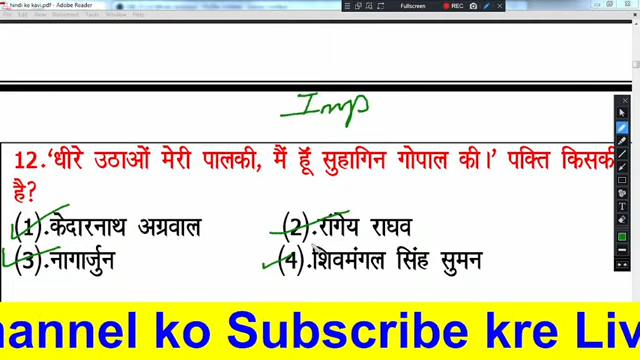 hindi ke kavi.pdf - Adobe Reader
Fullscreen REC
File Edit View Document Tools Window Help
Imp
12.‘धीरे उठाओं मेरी पालकी, मैं हूँ सुहागिन गोपाल की।’ पक्ति किसकी
है?
(1).केदारनाथ अग्रवाल (2).रांगेय राघव
(3).नागार्जुन (4).शिवमंगल सिंह सुमन
hannel ko Subscribe kre Liv